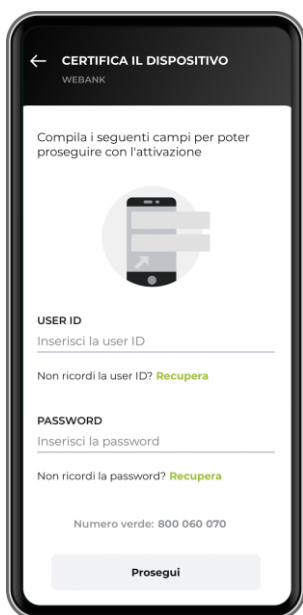 CERTIFICA IL DISPOSITIVO
WEBANK
Compila i seguenti campi per poter
proseguire con l'attivazione
USER ID
Inserisci la user ID
Non ricordi la user ID? Recupera
PASSWORD
Inserisci la password
Non ricordi la password? Recupera
Numero verde: 800 060 070
Prosegui